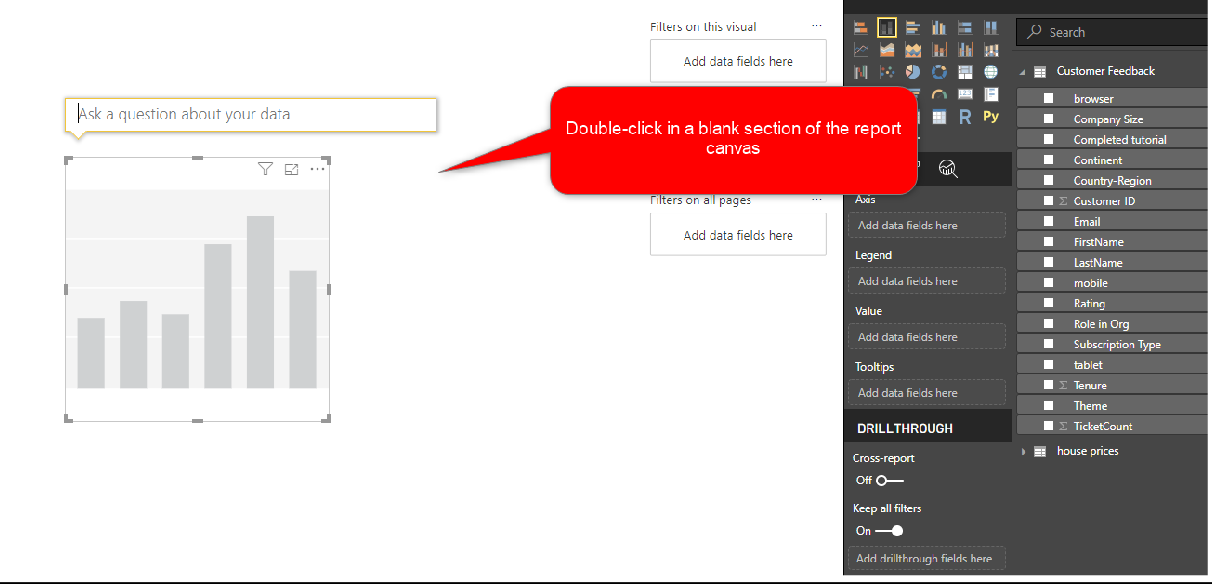 Filters on this visual
...
Add data fields here
Ask a question about your data
Double-click in a blank section of the report
canvas
Filters on all pages
...
Add data fields here
123
R
Py
Axis
Add data fields here
Legend
Add data fields here
Value
Add data fields here
Tooltips
Add data fields here
DRILLTHROUGH
Cross-report
Off
Keep all filters
On
Add drillthrough fields here
Search
Customer Feedback
browser
Company Size
Completed tutorial
Continent
Country-Region
Σ Customer ID
Email
FirstName
LastName
mobile
Rating
Role in Org
Subscription Type
tablet
Σ Tenure
Theme
Σ TicketCount
house prices